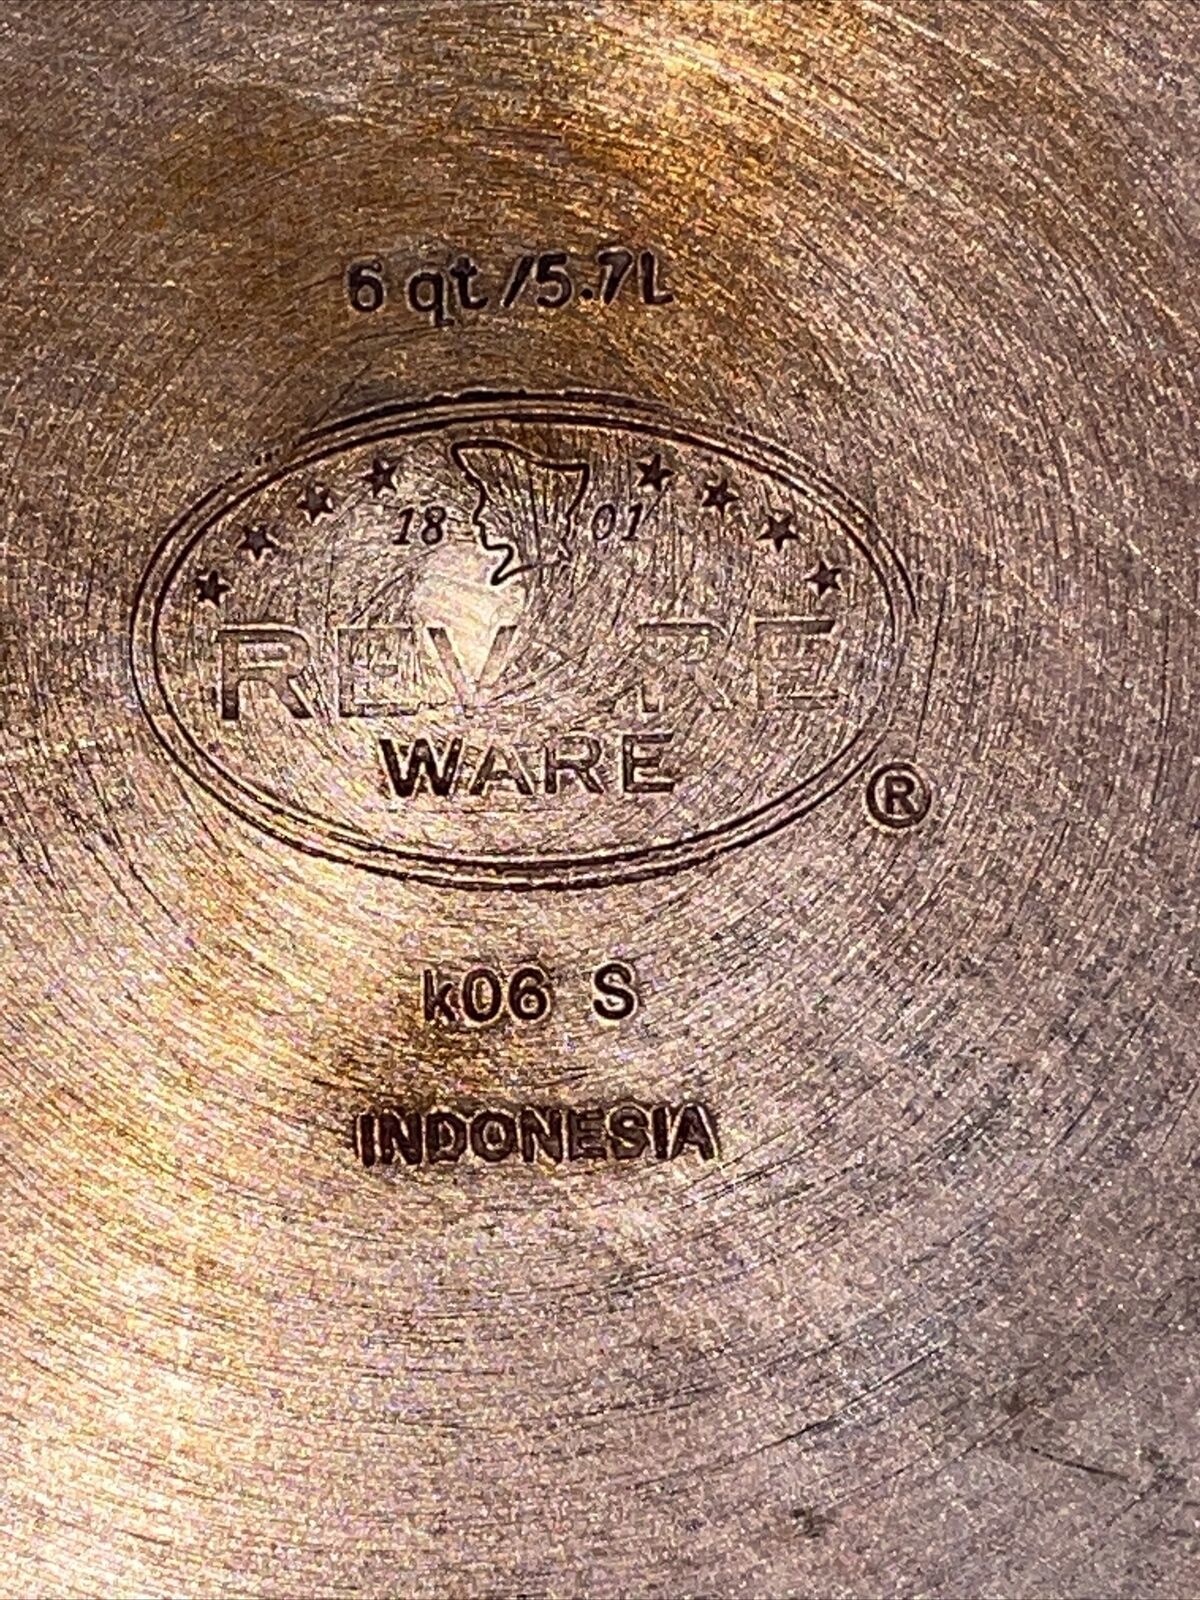 6 qt/5.7L
18 01
REVERE
WARE ®
k06 S
INDONESIA